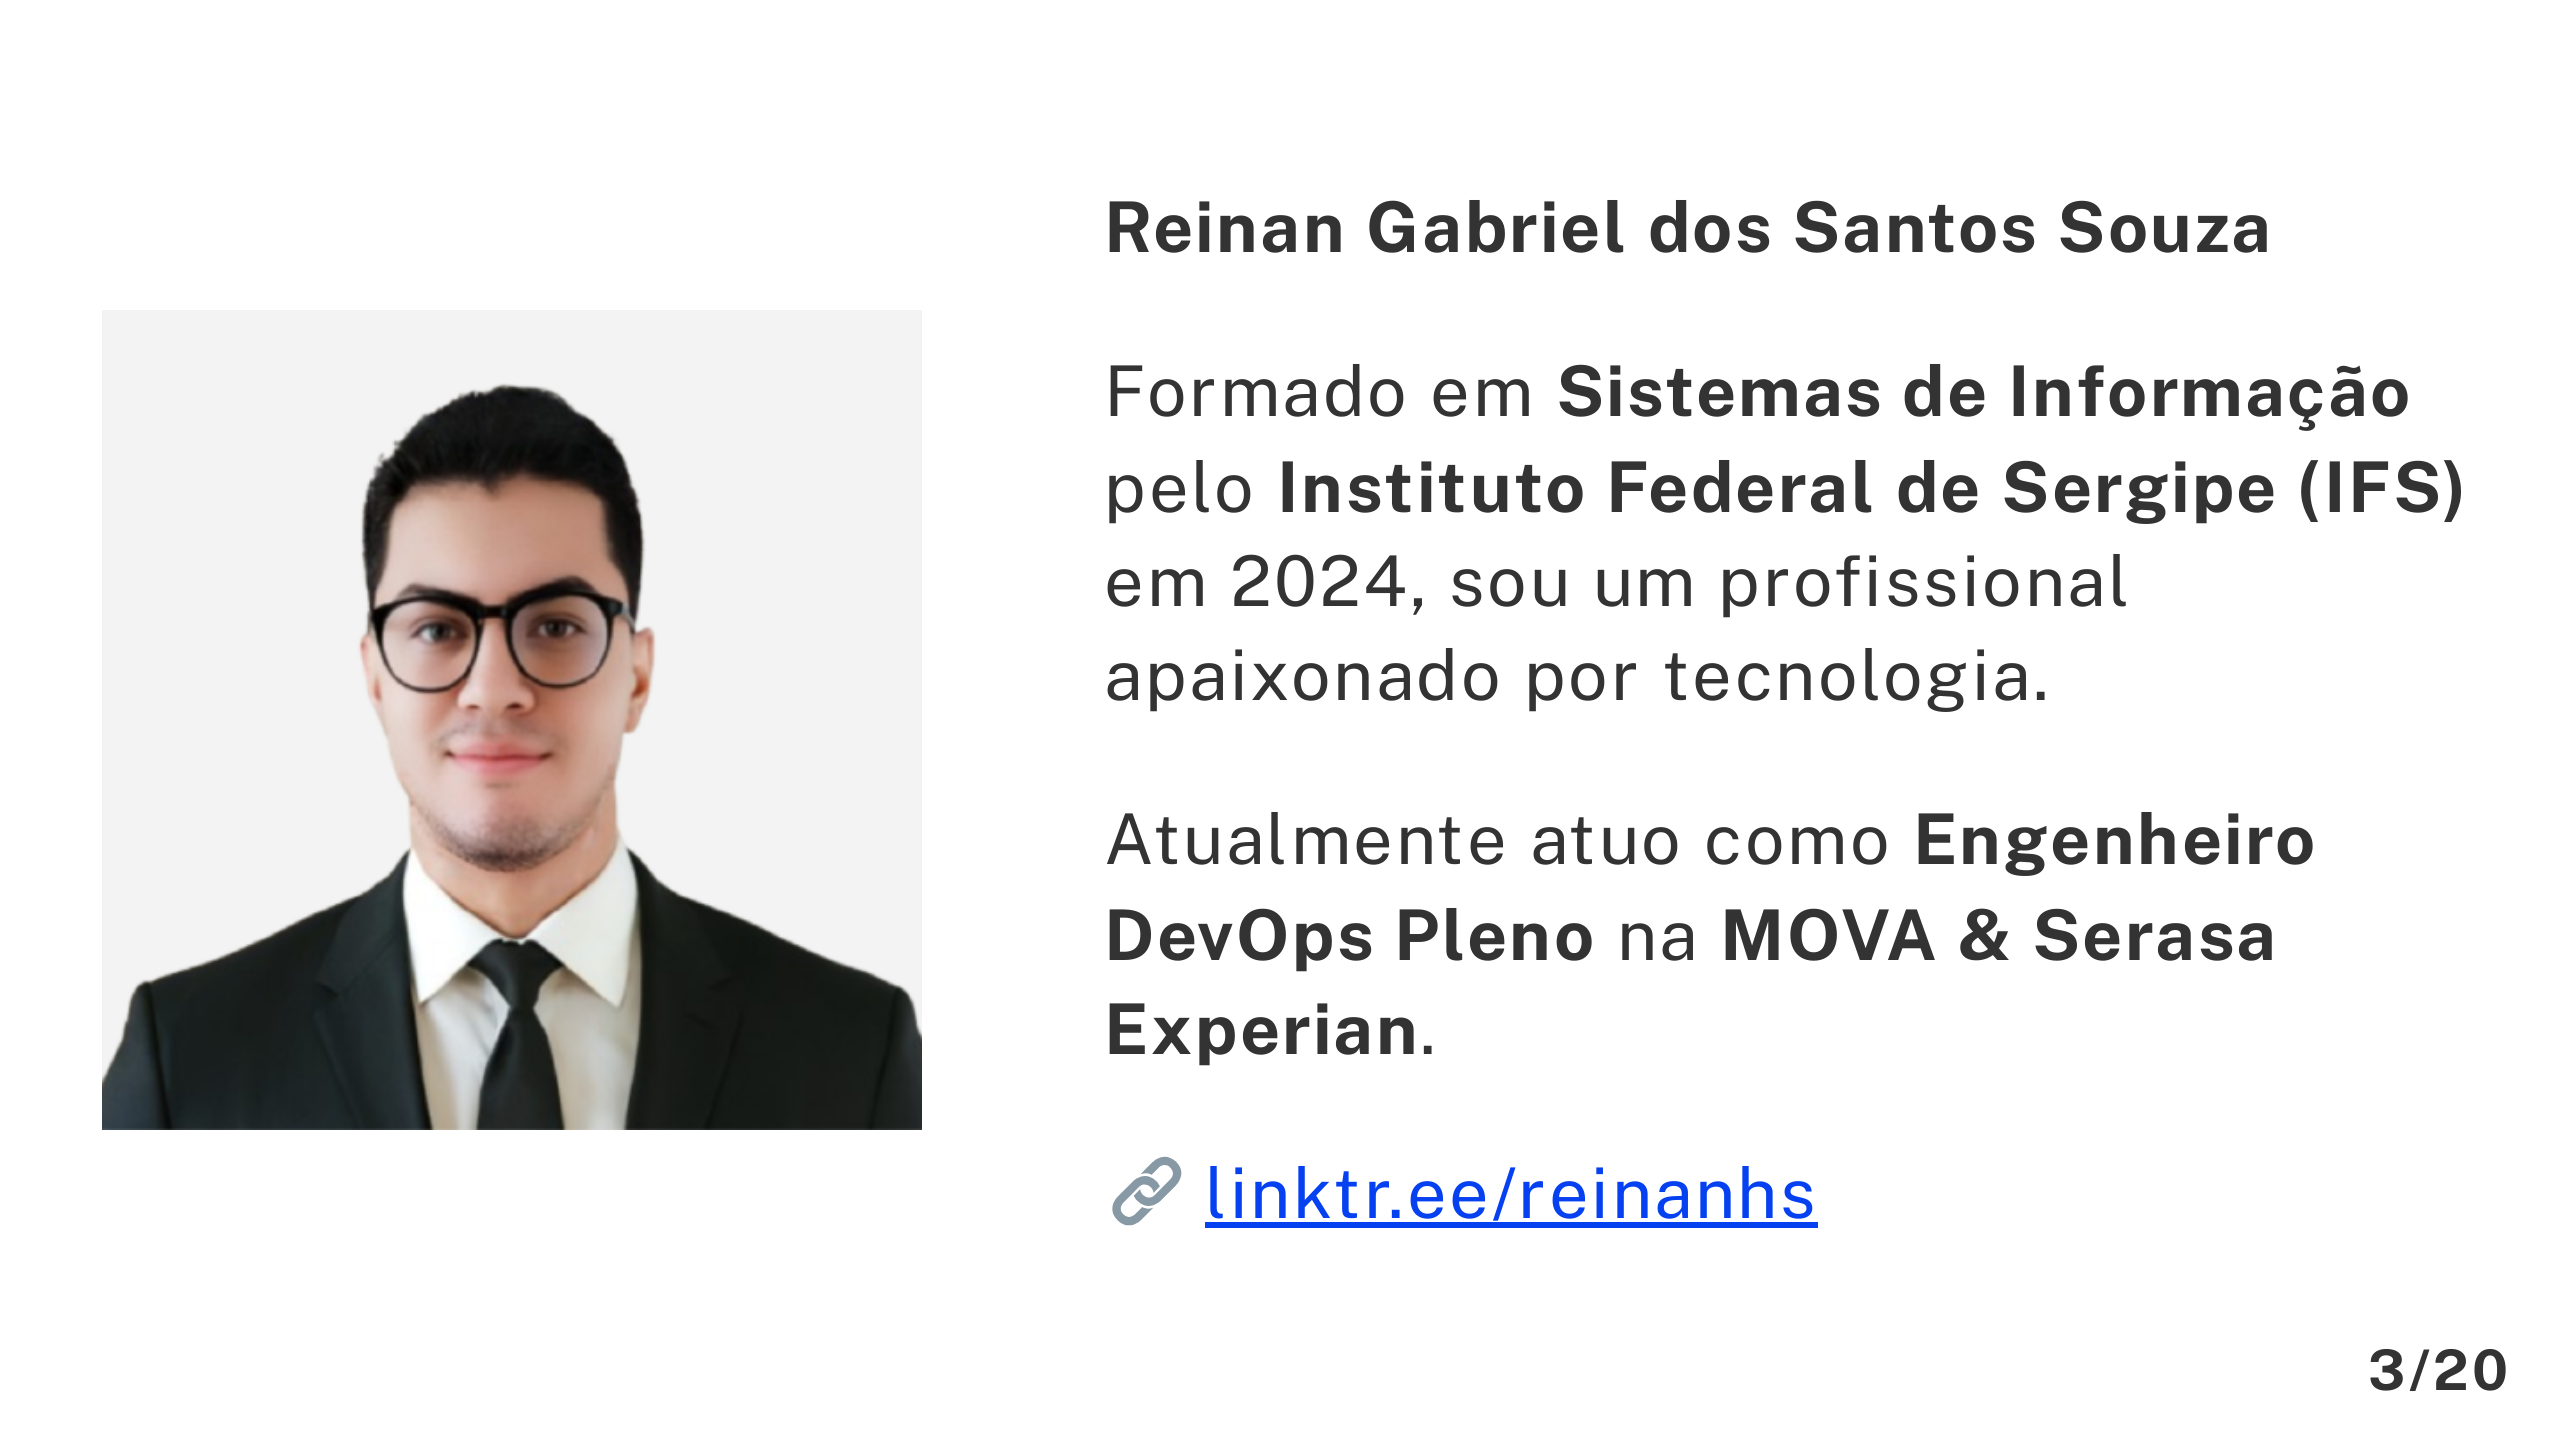 Reinan Gabriel dos Santos Souza
Formado em Sistemas de Informação
pelo Instituto Federal de Sergipe (IFS)
em 2024, sou um profissional
apaixonado por tecnologia.
Atualmente atuo como Engenheiro
DevOps Pleno na MOVA & Serasa
Experian.
linktr.ee/reinanhs
3/20